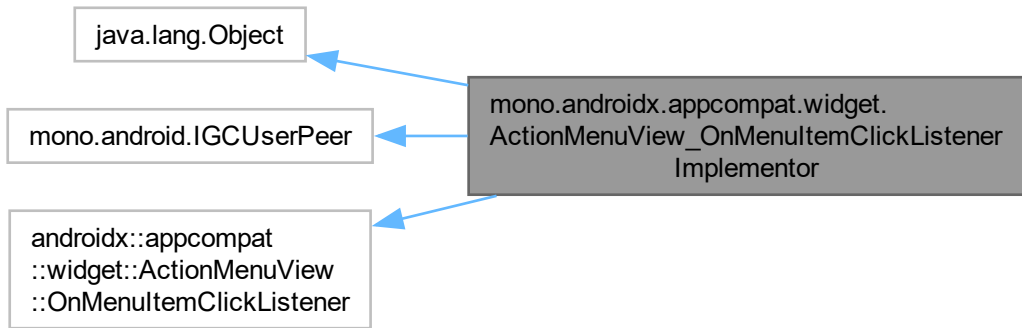 java.lang.Object
mono.android.IGCUserPeer
androidx::appcompat
::widget::ActionMenuView
::OnMenuItemClickListener
mono.androidx.appcompat.widget.
ActionMenuView_OnMenuItemClickListener
Implementor